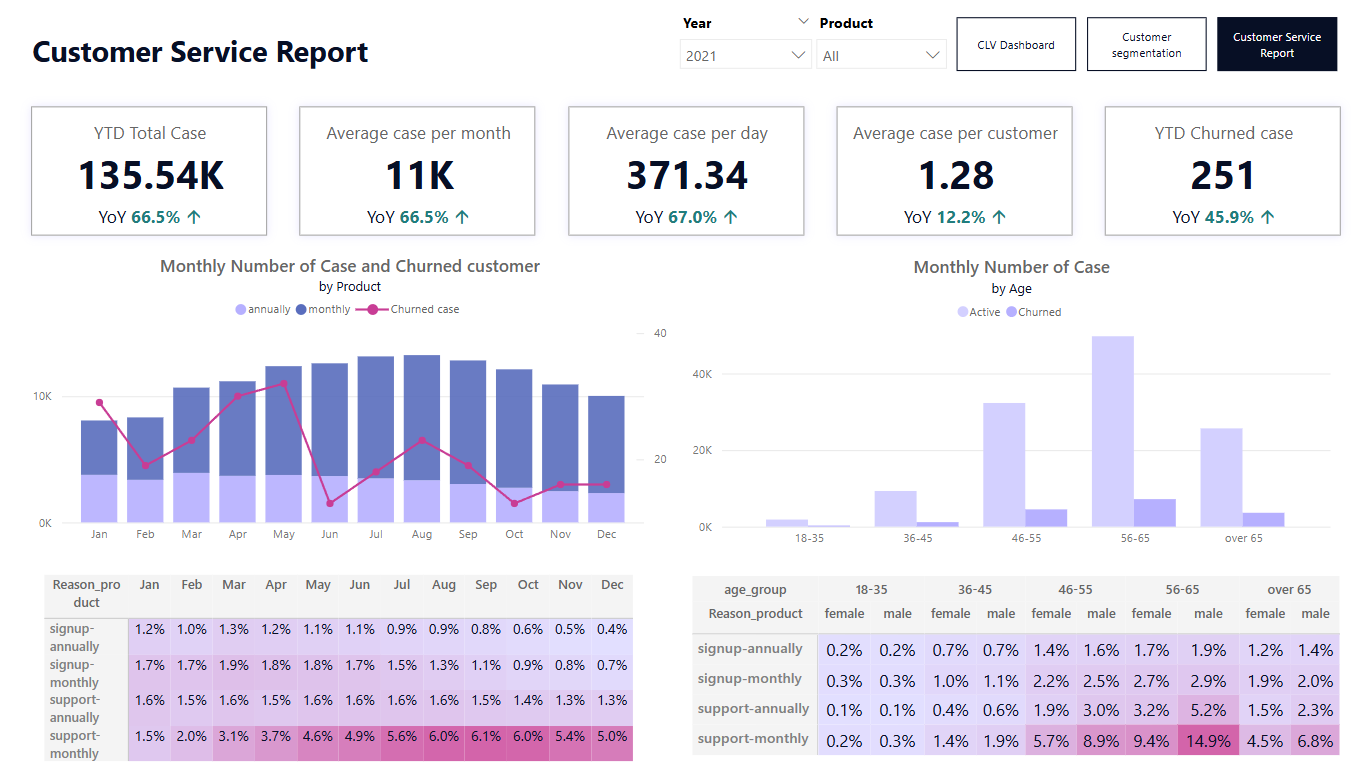 Customer Service Report
Year
2021
Product
All
CLV Dashboard
Customer
segmentation
Customer Service
Report
YTD Total Case
135.54K
YoY 66.5% ↑
Average case per month
11K
YoY 66.5% ↑
Average case per day
371.34
YoY 67.0% ↑
Average case per customer
1.28
YoY 12.2% ↑
YTD Churned case
251
YoY 45.9% ↑
Monthly Number of Case and Churned customer
by Product
annually monthly Churned case
40
10K
20
0K
Jan Feb Mar Apr May Jun Jul Aug Sep Oct Nov Dec
Monthly Number of Case
by Age
Active Churned
40K
20K
0K
18-35 36-45 46-55 56-65 over 65
Reason_pro
duct Jan Feb Mar Apr May Jun Jul Aug Sep Oct Nov Dec
signup-
annually 1.2% 1.0% 1.3% 1.2% 1.1% 1.1% 0.9% 0.9% 0.8% 0.6% 0.5% 0.4%
signup-
monthly 1.7% 1.7% 1.9% 1.8% 1.8% 1.7% 1.5% 1.3% 1.1% 0.9% 0.8% 0.7%
support-
annually 1.6% 1.5% 1.6% 1.5% 1.6% 1.6% 1.6% 1.6% 1.5% 1.4% 1.3% 1.3%
support-
monthly 1.5% 2.0% 3.1% 3.7% 4.6% 4.9% 5.6% 6.0% 6.1% 6.0% 5.4% 5.0%
age_group 18-35 36-45 46-55 56-65 over 65
Reason_product female male female male female male female male female male
signup-annually 0.2% 0.2% 0.7% 0.7% 1.4% 1.6% 1.7% 1.9% 1.2% 1.4%
signup-monthly 0.3% 0.3% 1.0% 1.1% 2.2% 2.5% 2.7% 2.9% 1.9% 2.0%
support-annually 0.1% 0.1% 0.4% 0.6% 1.9% 3.0% 3.2% 5.2% 1.5% 2.3%
support-monthly 0.2% 0.3% 1.4% 1.9% 5.7% 8.9% 9.4% 14.9% 4.5% 6.8%